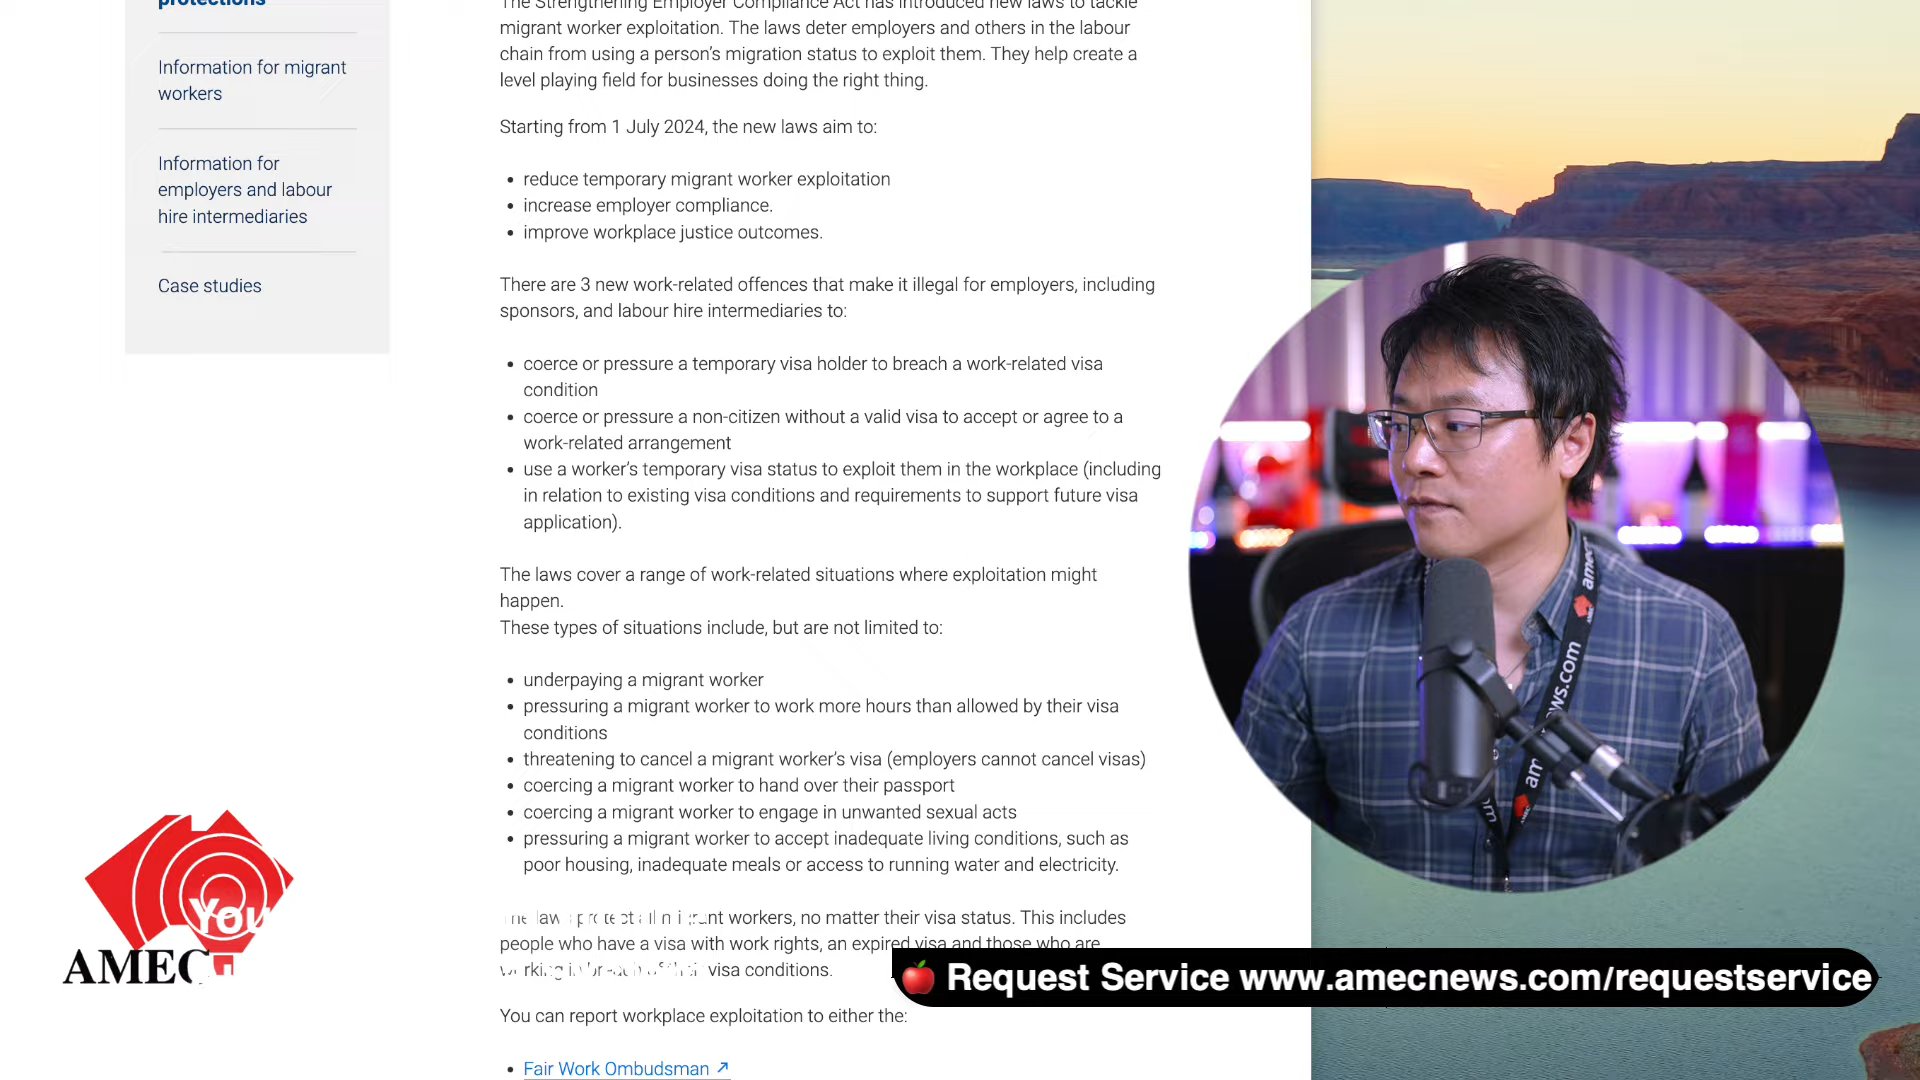 protections
Information for migrant
workers
Information for
employers and labour
hire intermediaries
Case studies
The Strengthening Employer Compliance Act has introduced new laws to tackle
migrant worker exploitation. The laws deter employers and others in the labour
chain from using a person's migration status to exploit them. They help create a
level playing field for businesses doing the right thing.
Starting from 1 July 2024, the new laws aim to:
• reduce temporary migrant worker exploitation
• increase employer compliance.
• improve workplace justice outcomes.
There are 3 new work-related offences that make it illegal for employers, including
sponsors, and labour hire intermediaries to:
• coerce or pressure a temporary visa holder to breach a work-related visa
condition
• coerce or pressure a non-citizen without a valid visa to accept or agree to a
work-related arrangement
• use a worker's temporary visa status to exploit them in the workplace (including
in relation to existing visa conditions and requirements to support future visa
application).
The laws cover a range of work-related situations where exploitation might
happen.
These types of situations include, but are not limited to:
• underpaying a migrant worker
• pressuring a migrant worker to work more hours than allowed by their visa
conditions
• threatening to cancel a migrant worker's visa (employers cannot cancel visas)
• coercing a migrant worker to hand over their passport
• coercing a migrant worker to engage in unwanted sexual acts
• pressuring a migrant worker to accept inadequate living conditions, such as
poor housing, inadequate meals or access to running water and electricity.
The laws protect all migrant workers, no matter their visa status. This includes
people who have a visa with work rights, an expired visa and those who are
working in breach of their visa conditions.
You can report workplace exploitation to either the:
• Fair Work Ombudsman ↗
You
AMEC
Request Service www.amecnews.com/requestservice